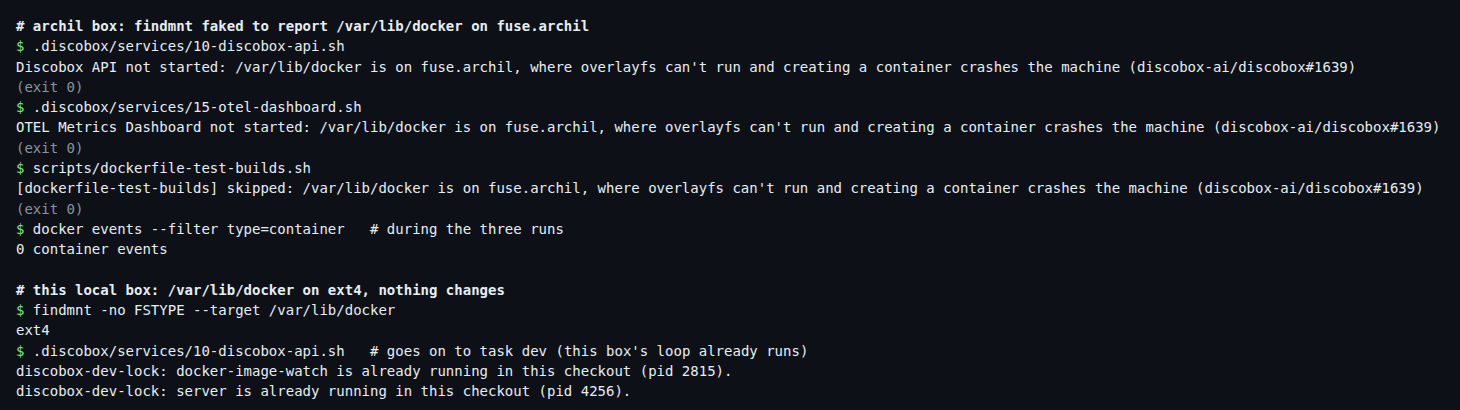 # archil box: findmnt faked to report /var/lib/docker on fuse.archil
$ .discobox/services/10-discobox-api.sh
Discobox API not started: /var/lib/docker is on fuse.archil, where overlayfs can't run and creating a container crashes the machine (discobox-ai/discobox#1639)
(exit 0)
$ .discobox/services/15-otel-dashboard.sh
OTEL Metrics Dashboard not started: /var/lib/docker is on fuse.archil, where overlayfs can't run and creating a container crashes the machine (discobox-ai/discobox#1639)
(exit 0)
$ scripts/dockerfile-test-builds.sh
[dockerfile-test-builds] skipped: /var/lib/docker is on fuse.archil, where overlayfs can't run and creating a container crashes the machine (discobox-ai/discobox#1639)
(exit 0)
$ docker events --filter type=container   # during the three runs
0 container events

# this local box: /var/lib/docker on ext4, nothing changes
$ findmnt -no FSTYPE --target /var/lib/docker
ext4
$ .discobox/services/10-discobox-api.sh   # goes on to task dev (this box's loop already runs)
discobox-dev-lock: docker-image-watch is already running in this checkout (pid 2815).
discobox-dev-lock: server is already running in this checkout (pid 4256).